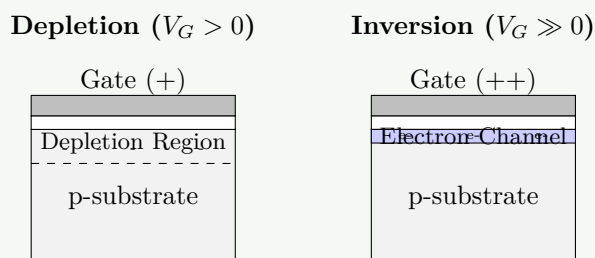 Depletion (V_G > 0)
Inversion (V_G ≫ 0)
Gate (+)
Gate (++)
Depletion Region
Electron Channel
e-
p-substrate
p-substrate